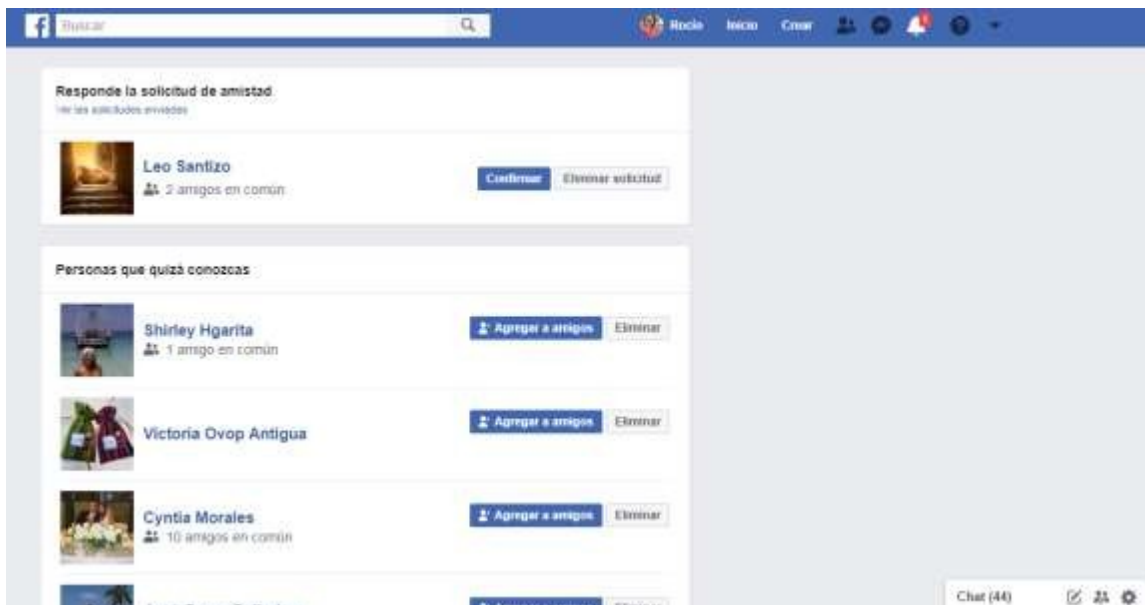 f Buscar Rocio Inicio Crear
Responde la solicitud de amistad
Ver las solicitudes enviadas
Leo Santizo
2 amigos en común
Confirmar Eliminar solicitud
Personas que quizá conozcas
Shirley Hgarita
1 amigo en común
Agregar a amigos Eliminar
Victoria Ovop Antigua
Agregar a amigos Eliminar
Cyntia Morales
10 amigos en común
Agregar a amigos Eliminar
Chat (44)